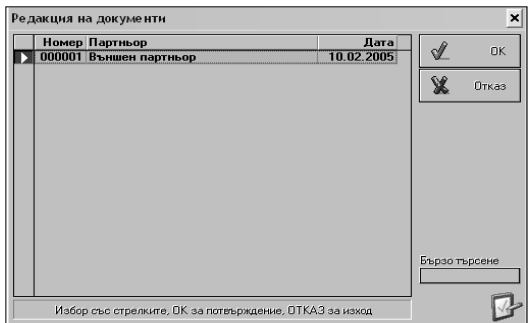 Редакция на документи
Номер Партньор Дата
000001 Външен партньор 10.02.2005
OK
Отказ
Бързо търсене
Избор със стрелките, OK за потвърждение, ОТКАЗ за изход